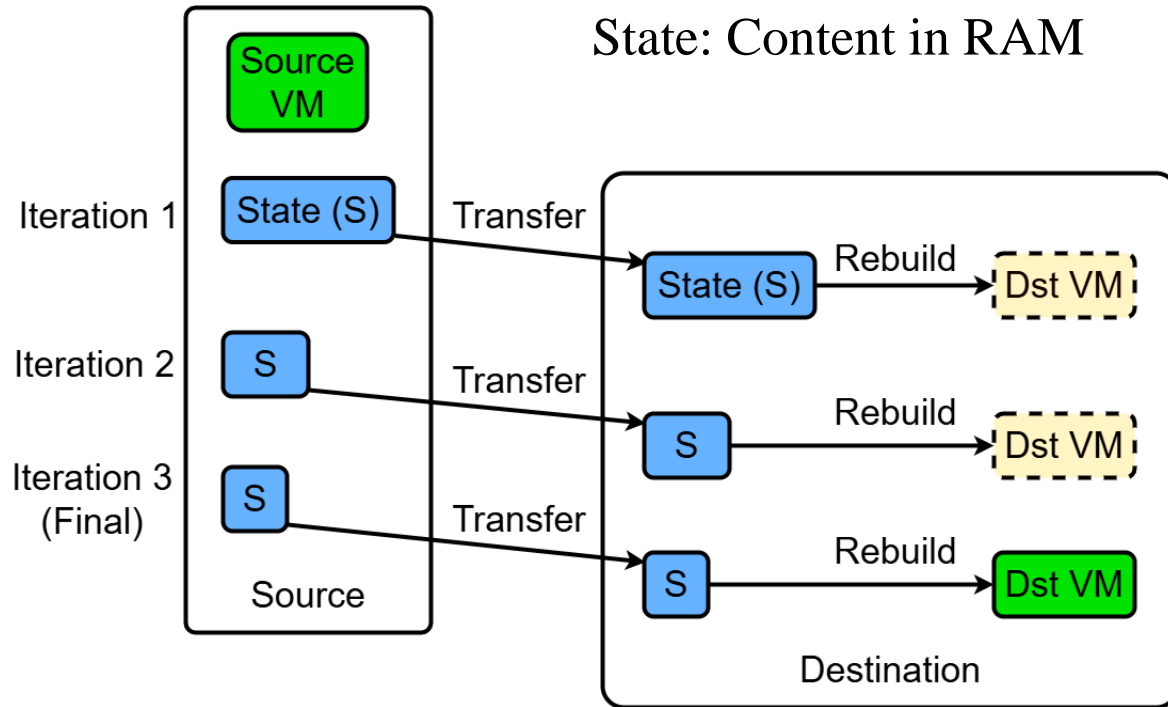 State: Content in RAM
Source
VM
Iteration 1
State (S)
Transfer
State (S)
Rebuild
Dst VM
Iteration 2
S
Transfer
S
Rebuild
Dst VM
Iteration 3
(Final)
S
Transfer
S
Rebuild
Dst VM
Source
Destination